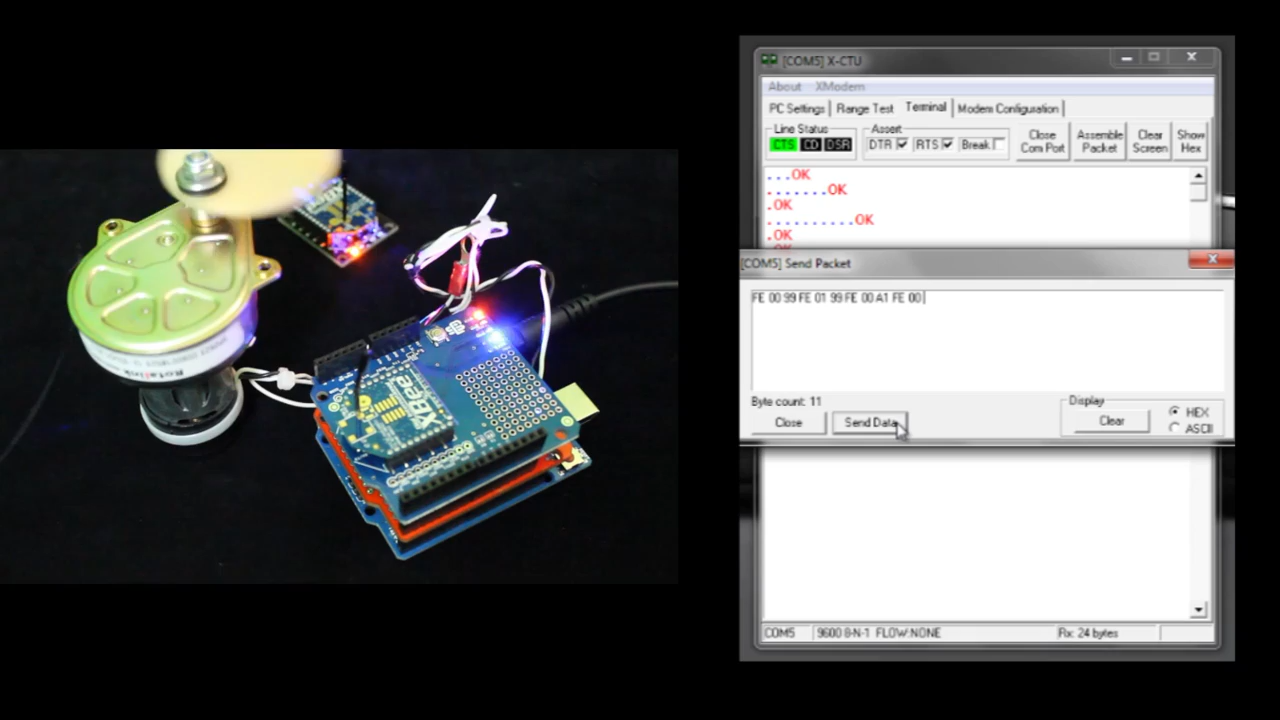 XBee
Rotalink
XBee
[COM5] X-CTU
About XModem
PC Settings Range Test Terminal Modem Configuration
Line Status Assert
CTS CD DSR DTR RTS Break
Close Com Port
Assemble Packet
Clear Screen
Show Hex
...OK
.......OK
.OK
..........OK
.OK
[COM5] Send Packet
FE 00 99 FE 01 99 FE 00 A1 FE 00
Byte count: 11
Display
Close Send Data Clear HEX
ASCII
COM5 9600 8-N-1 FLOW:NONE Rx: 24 bytes